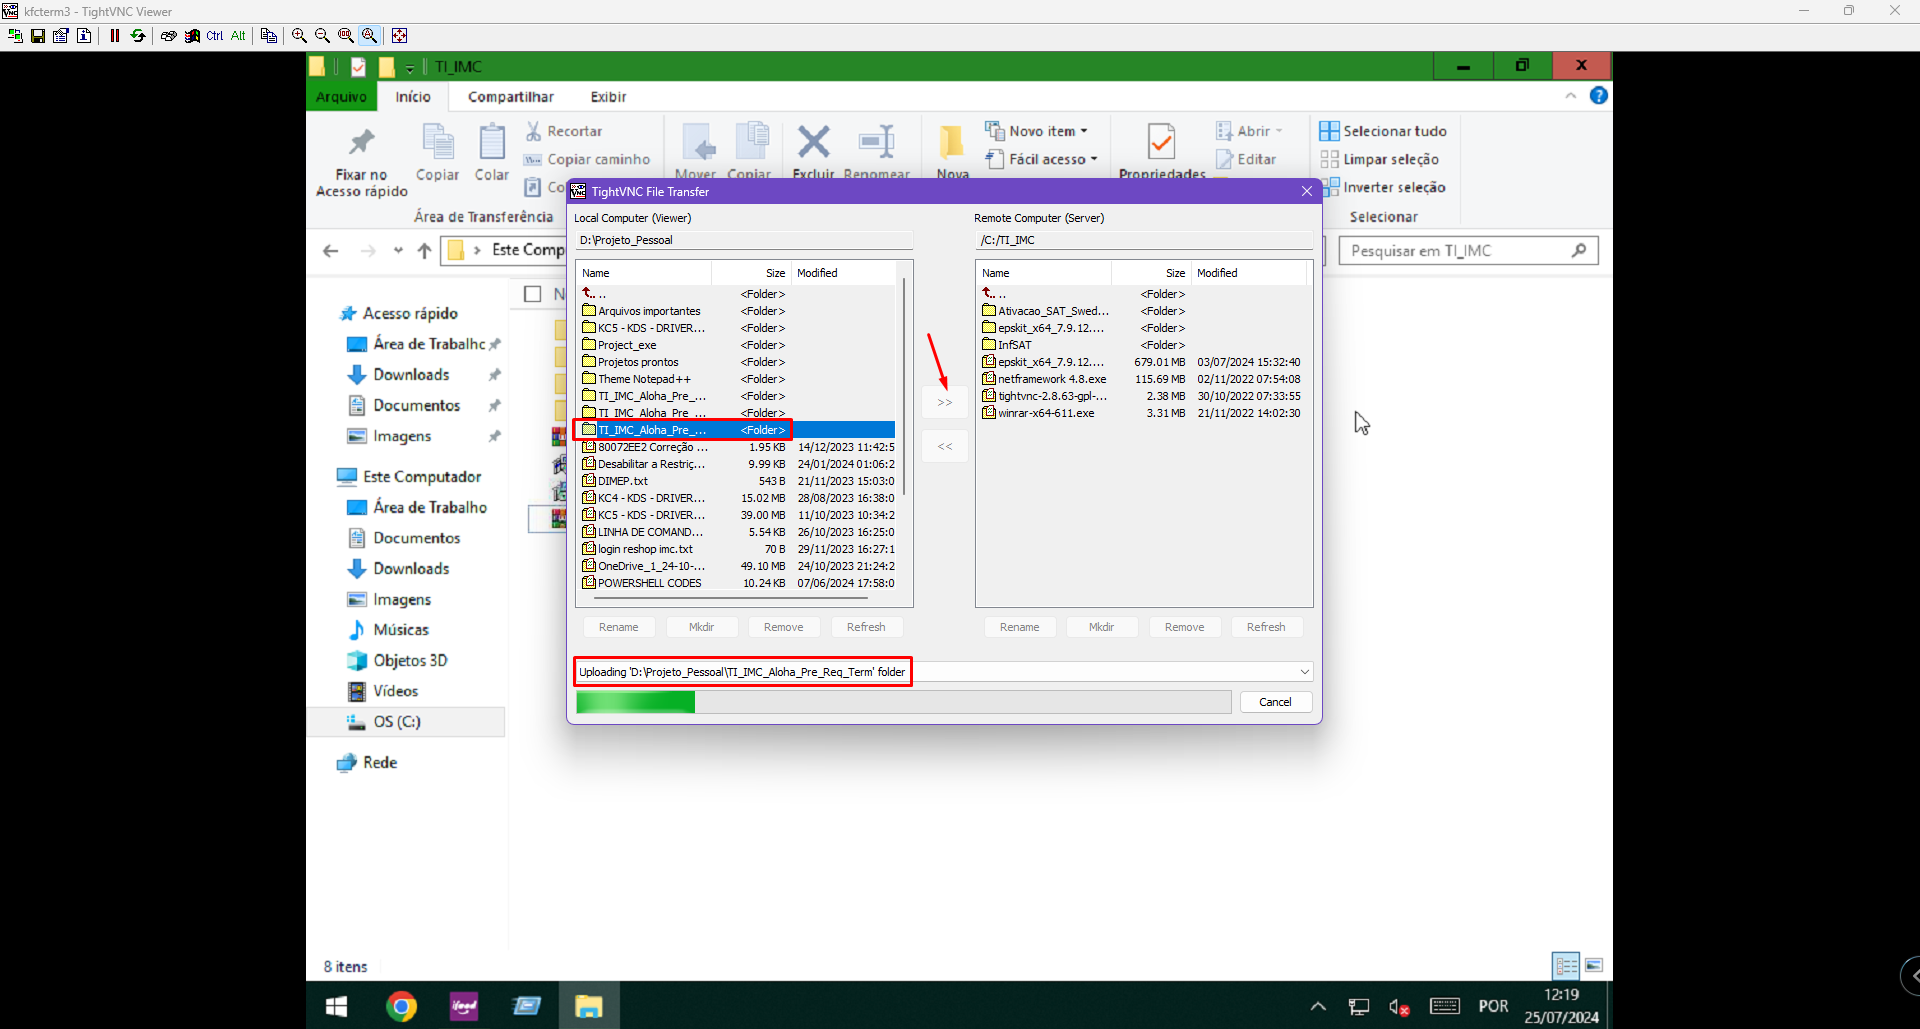 kfcterm3 - TightVNC Viewer
Ctrl Alt
TI_IMC
Arquivo Início Compartilhar Exibir
Fixar no
Acesso rápido
Copiar
Colar
Recortar
Copiar caminho
Co
Área de Transferência
Mover Copiar Excluir Renomear
Nova
Novo item
Fácil acesso
Propriedades
Abrir
Editar
Selecionar tudo
Limpar seleção
Inverter seleção
Selecionar
Este Comp
Pesquisar em TI_IMC
Acesso rápido
Área de Trabalhc
Downloads
Documentos
Imagens
Este Computador
Área de Trabalho
Documentos
Downloads
Imagens
Músicas
Objetos 3D
Vídeos
OS (C:)
Rede
8 itens
TightVNC File Transfer
Local Computer (Viewer)
D:\Projeto_Pessoal
Name Size Modified
.. <Folder>
Arquivos importantes <Folder>
KC5 - KDS - DRIVER... <Folder>
Project_exe <Folder>
Projetos prontos <Folder>
Theme Notepad++ <Folder>
TI_IMC_Aloha_Pre_... <Folder>
TI_IMC_Aloha_Pre_... <Folder>
TI_IMC_Aloha_Pre_... <Folder>
80072EE2 Correção ... 1.95 KB 14/12/2023 11:42:5
Desabilitar a Restriç... 9.99 KB 24/01/2024 01:06:2
DIMEP.txt 543 B 21/11/2023 15:03:0
KC4 - KDS - DRIVER... 15.02 MB 28/08/2023 16:38:0
KC5 - KDS - DRIVER... 39.00 MB 11/10/2023 10:34:2
LINHA DE COMAND... 5.54 KB 26/10/2023 16:25:0
login reshop imc.txt 70 B 29/11/2023 16:27:1
OneDrive_1_24-10-... 49.10 MB 24/10/2023 21:24:2
POWERSHELL CODES 10.24 KB 07/06/2024 17:58:0
Rename Mkdir Remove Refresh
>>
<<
Remote Computer (Server)
/C:/TI_IMC
Name Size Modified
.. <Folder>
Ativacao_SAT_Swed... <Folder>
epskit_x64_7.9.12.... <Folder>
InfSAT <Folder>
epskit_x64_7.9.12.... 679.01 MB 03/07/2024 15:32:40
netframework 4.8.exe 115.69 MB 02/11/2022 07:54:08
tightvnc-2.8.63-gpl-... 2.38 MB 30/10/2022 07:33:55
winrar-x64-611.exe 3.31 MB 21/11/2022 14:02:30
Rename Mkdir Remove Refresh
Uploading 'D:\Projeto_Pessoal\TI_IMC_Aloha_Pre_Req_Term' folder
Cancel
ifood
POR
12:19
25/07/2024